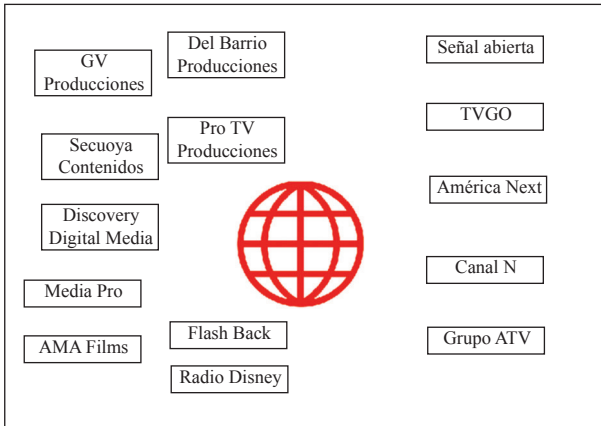 GV
Producciones
Del Barrio
Producciones
Señal abierta
Secuoya
Contenidos
Pro TV
Producciones
TVGO
Discovery
Digital Media
América Next
Media Pro
Canal N
AMA Films
Flash Back
Grupo ATV
Radio Disney